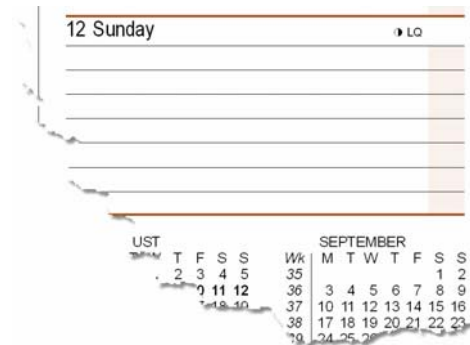 12 Sunday LQ
UST SEPTEMBER
T F S S Wk M T W T F S S
2 3 4 5 35 1 2
11 12 36 3 4 5 6 7 8 9
37 10 11 12 13 14 15 16
38 17 18 19 20 21 22 23
24 25